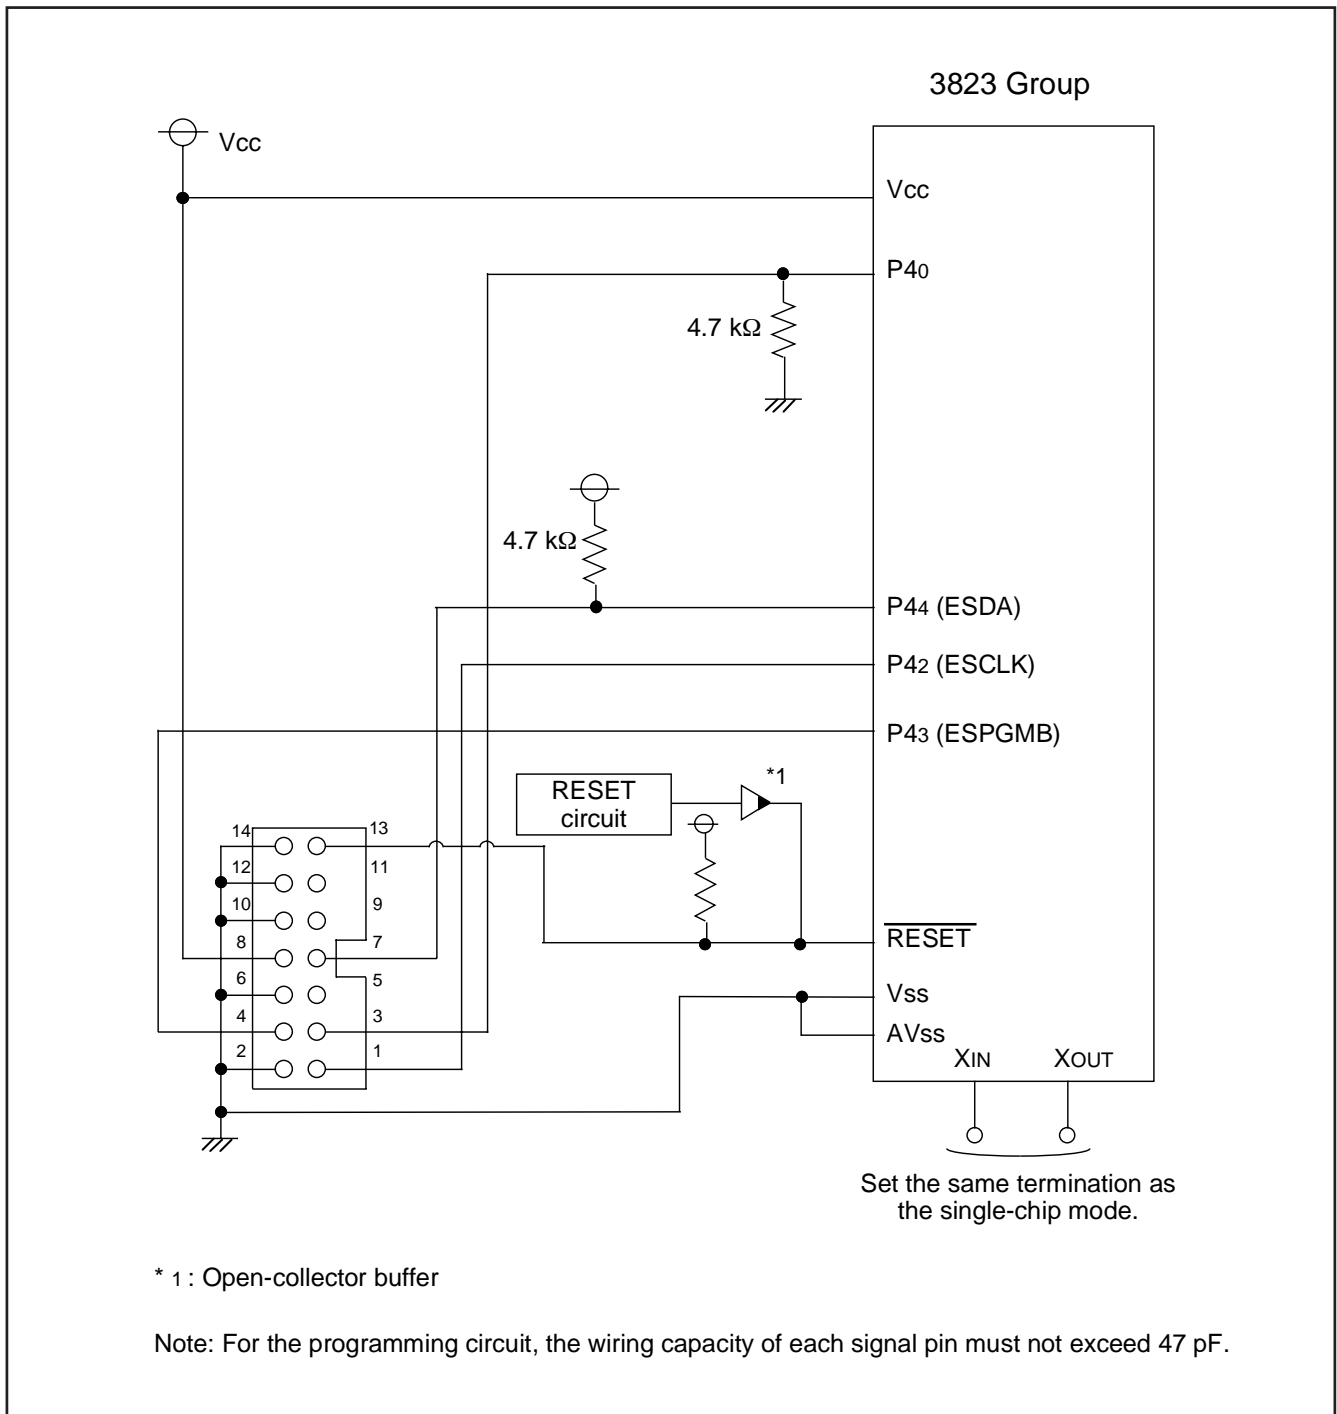 3823 Group
Vcc
Vcc
P40
4.7 kΩ
4.7 kΩ
P44 (ESDA)
P42 (ESCLK)
P43 (ESPGMB)
*1
RESET
circuit
14 13
12 11
10 9
8 7
6 5
4 3
2 1
RESET
Vss
AVss
XIN XOUT
Set the same termination as
the single-chip mode.
* 1 : Open-collector buffer
Note: For the programming circuit, the wiring capacity of each signal pin must not exceed 47 pF.